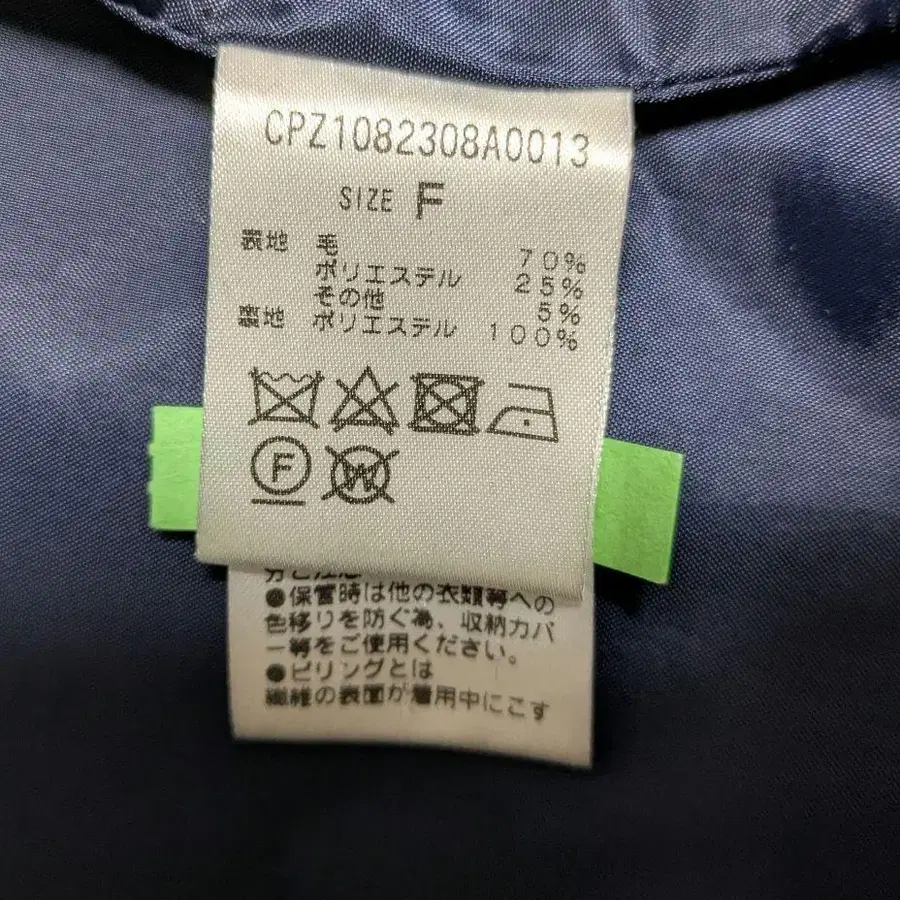 CPZ1082308A0013
SIZE F
表地 毛 70%
ポリエステル 25%
その他 5%
裏地 ポリエステル 100%
F
W
●保管時は他の衣類等への
色移りを防ぐ為、収納カバ
ー等をご使用ください。
●ピリングとは
繊維の表面が着用中にこす